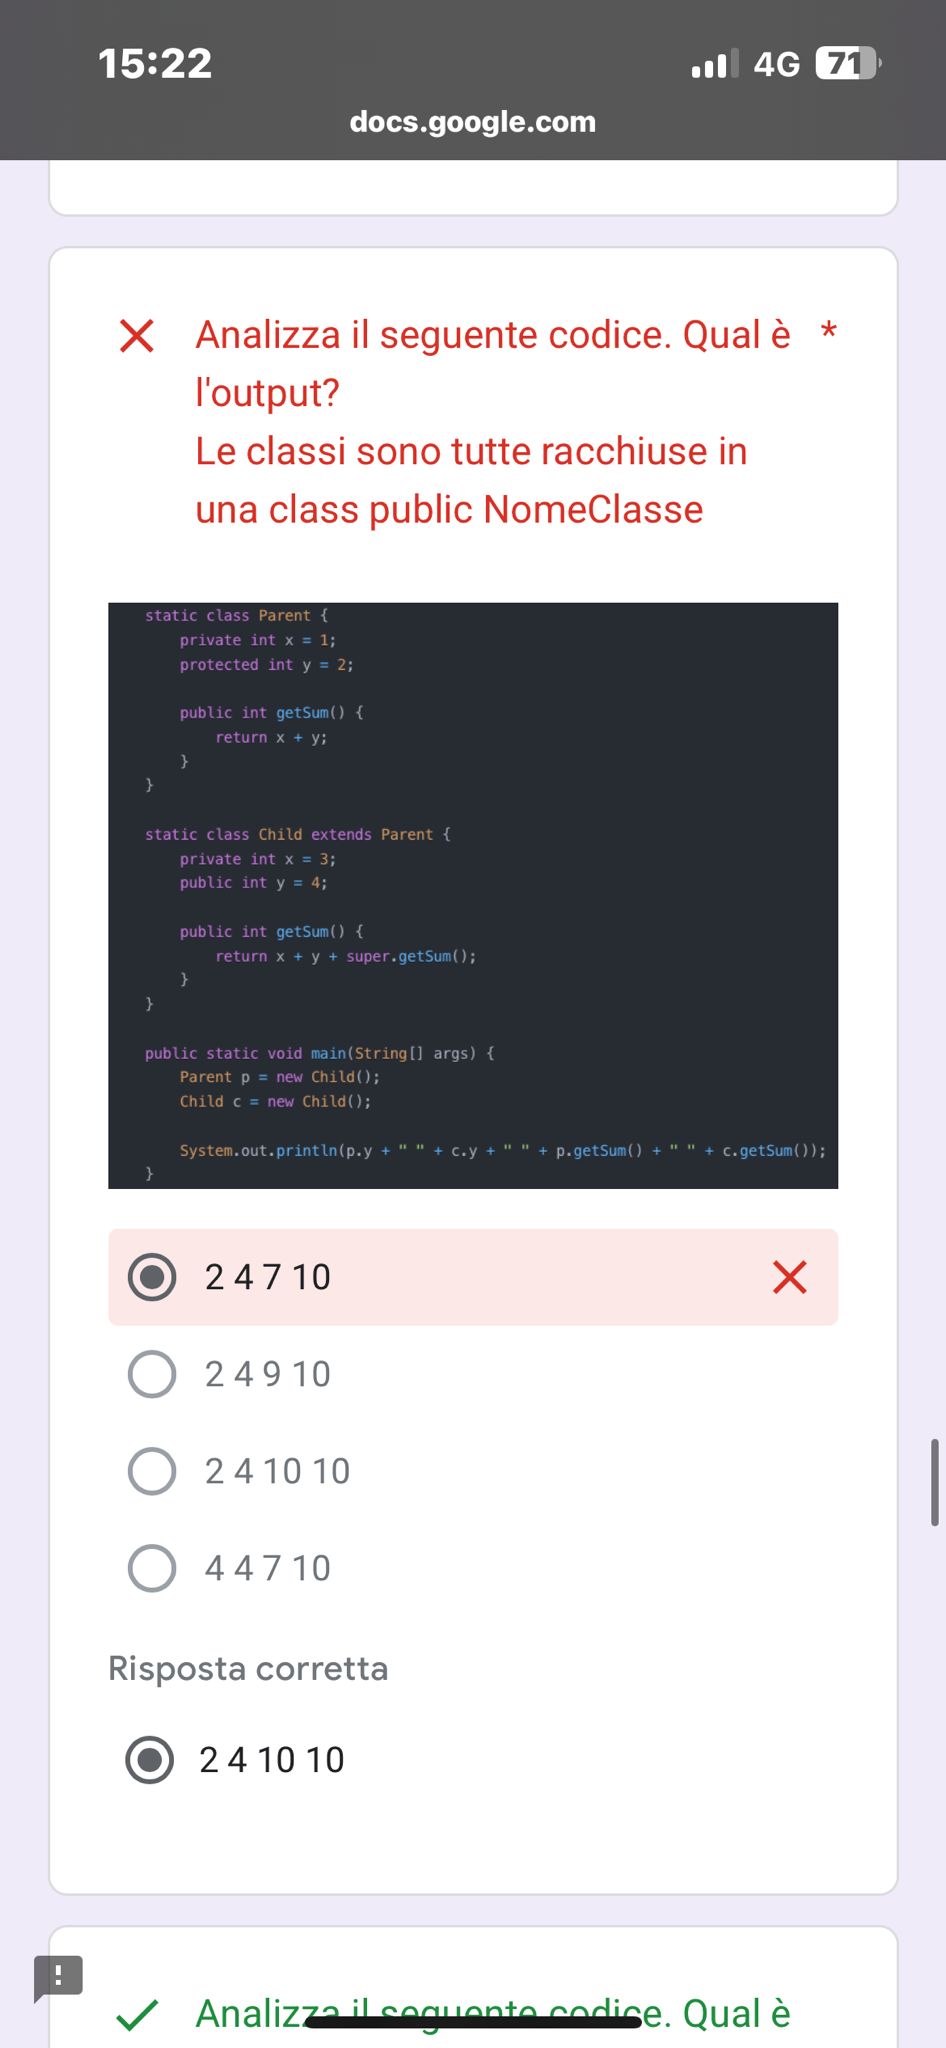 15:22
4G 71
docs.google.com
Analizza il seguente codice. Qual è *
l'output?
Le classi sono tutte racchiuse in
una class public NomeClasse
static class Parent {
private int x = 1;
protected int y = 2;
public int getSum() {
return x + y;
}
}
static class Child extends Parent {
private int x = 3;
public int y = 4;
public int getSum() {
return x + y + super.getSum();
}
}
public static void main(String[] args) {
Parent p = new Child();
Child c = new Child();
System.out.println(p.y + " " + c.y + " " + p.getSum() + " " + c.getSum());
}
2 4 7 10
2 4 9 10
2 4 10 10
4 4 7 10
Risposta corretta
2 4 10 10
Analizza il seguente codice. Qual è